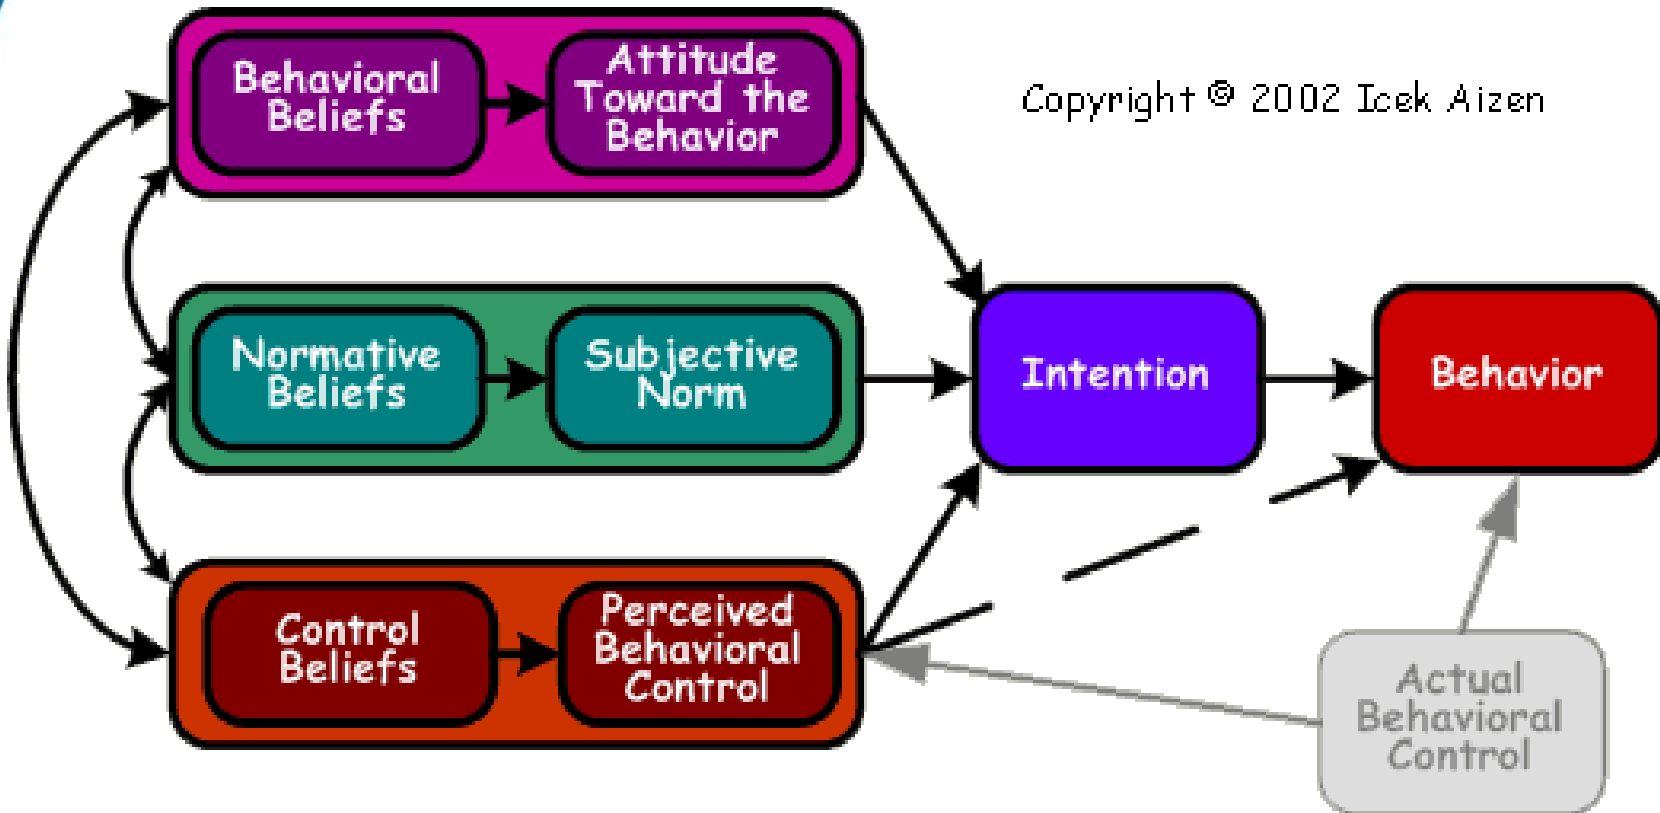 Behavioral
Beliefs
Attitude
Toward the
Behavior
Copyright © 2002 Icek Aizen
Normative
Beliefs
Subjective
Norm
Intention
Behavior
Control
Beliefs
Perceived
Behavioral
Control
Actual
Behavioral
Control